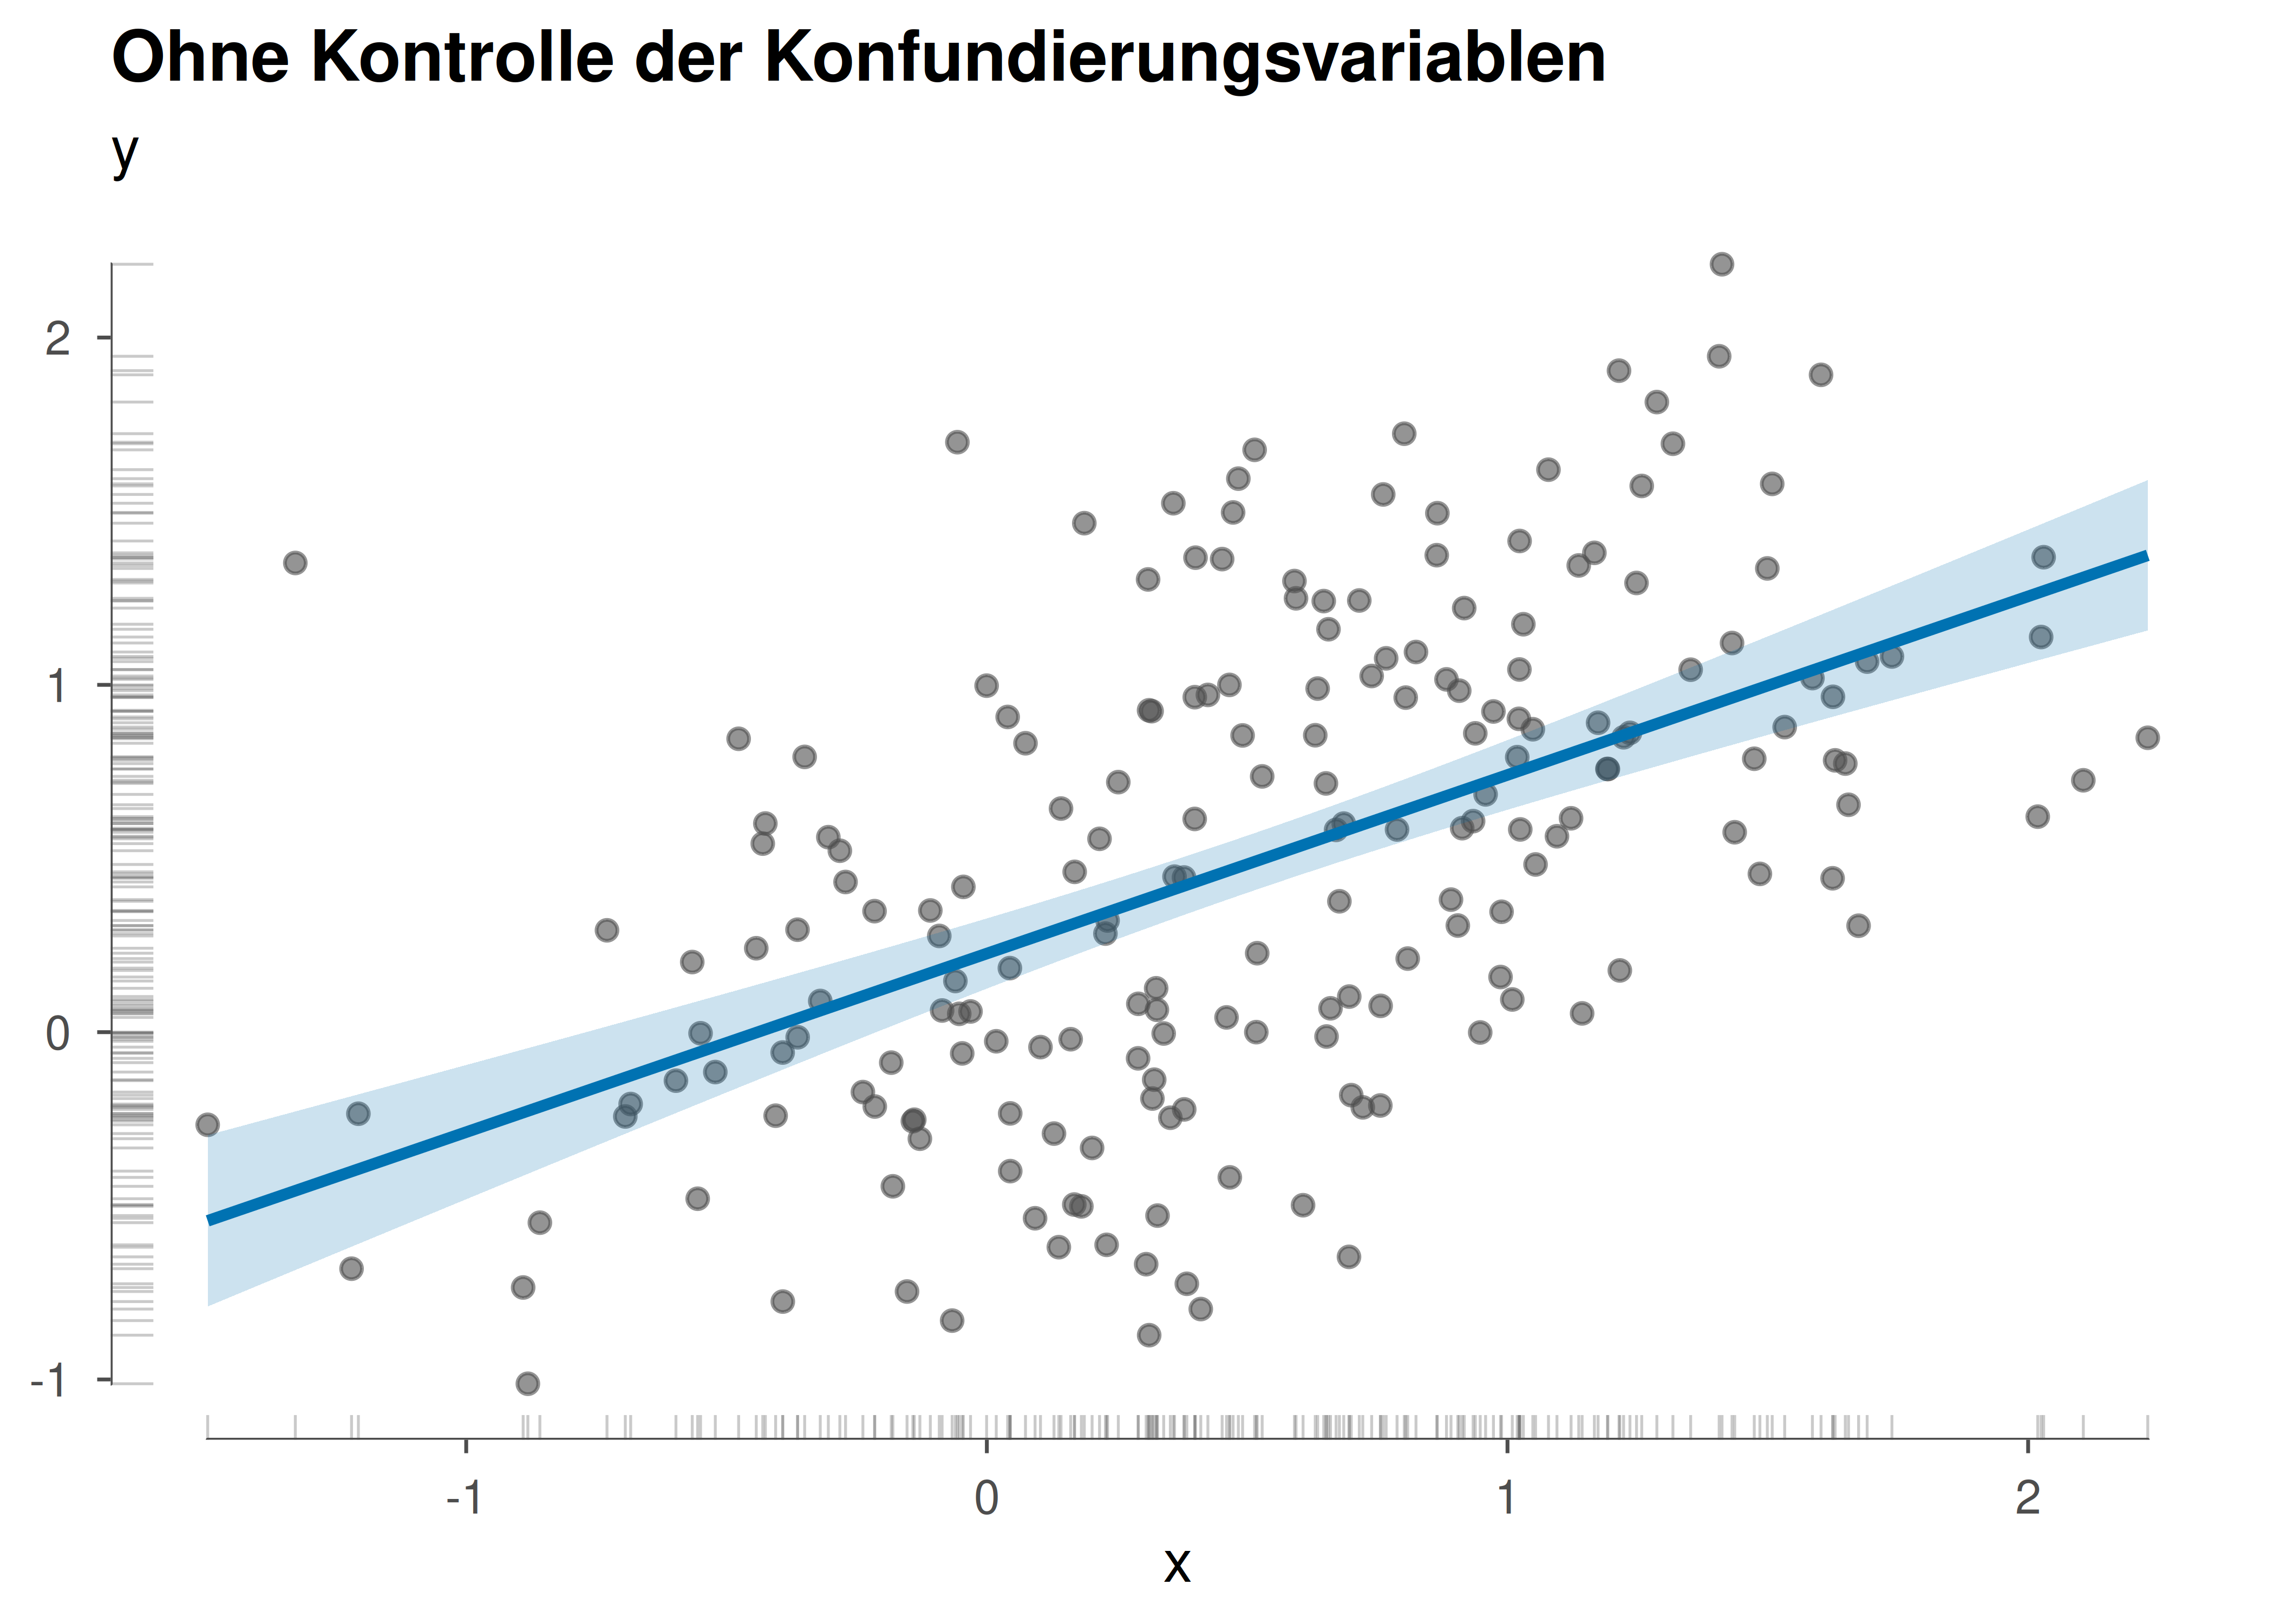 Ohne Kontrolle der Konfundierungsvariablen
y
2
1
0
-1
-1 0 1 2
x